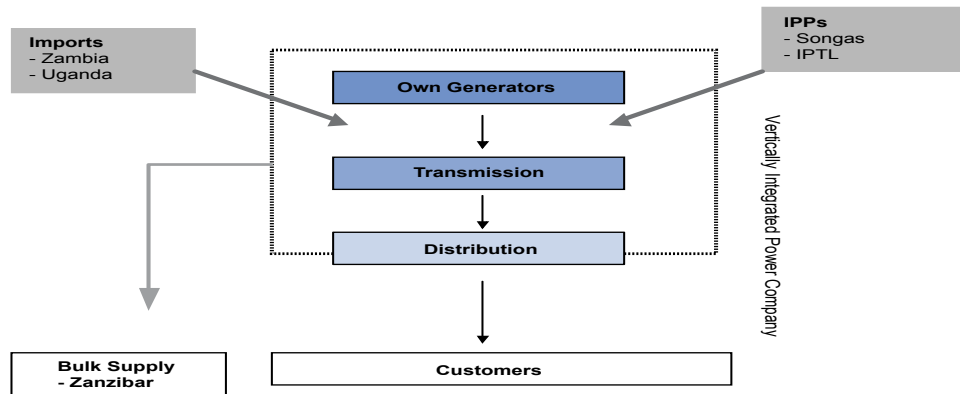 Imports
- Zambia
- Uganda
IPPs
- Songas
- IPTL
Own Generators
Transmission
Distribution
Vertically Integrated Power Company
Bulk Supply
- Zanzibar
Customers